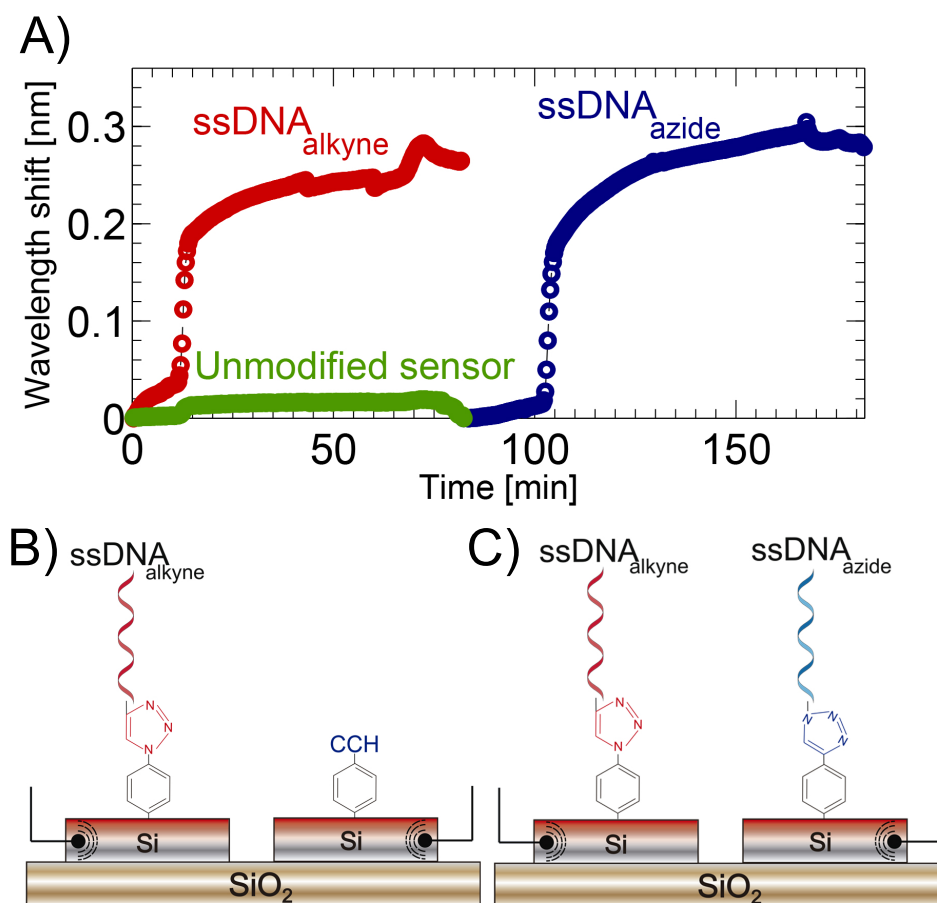 A)
Wavelength shift [nm]
0.3
0.2
0.1
0
ssDNA alkyne
ssDNA azide
Unmodified sensor
0 50 100 150
Time [min]
B)
ssDNA alkyne
N
N
N
CCH
Si
Si
SiO2
C)
ssDNA alkyne
ssDNA azide
N
N
N
N
N
N
Si
Si
SiO2